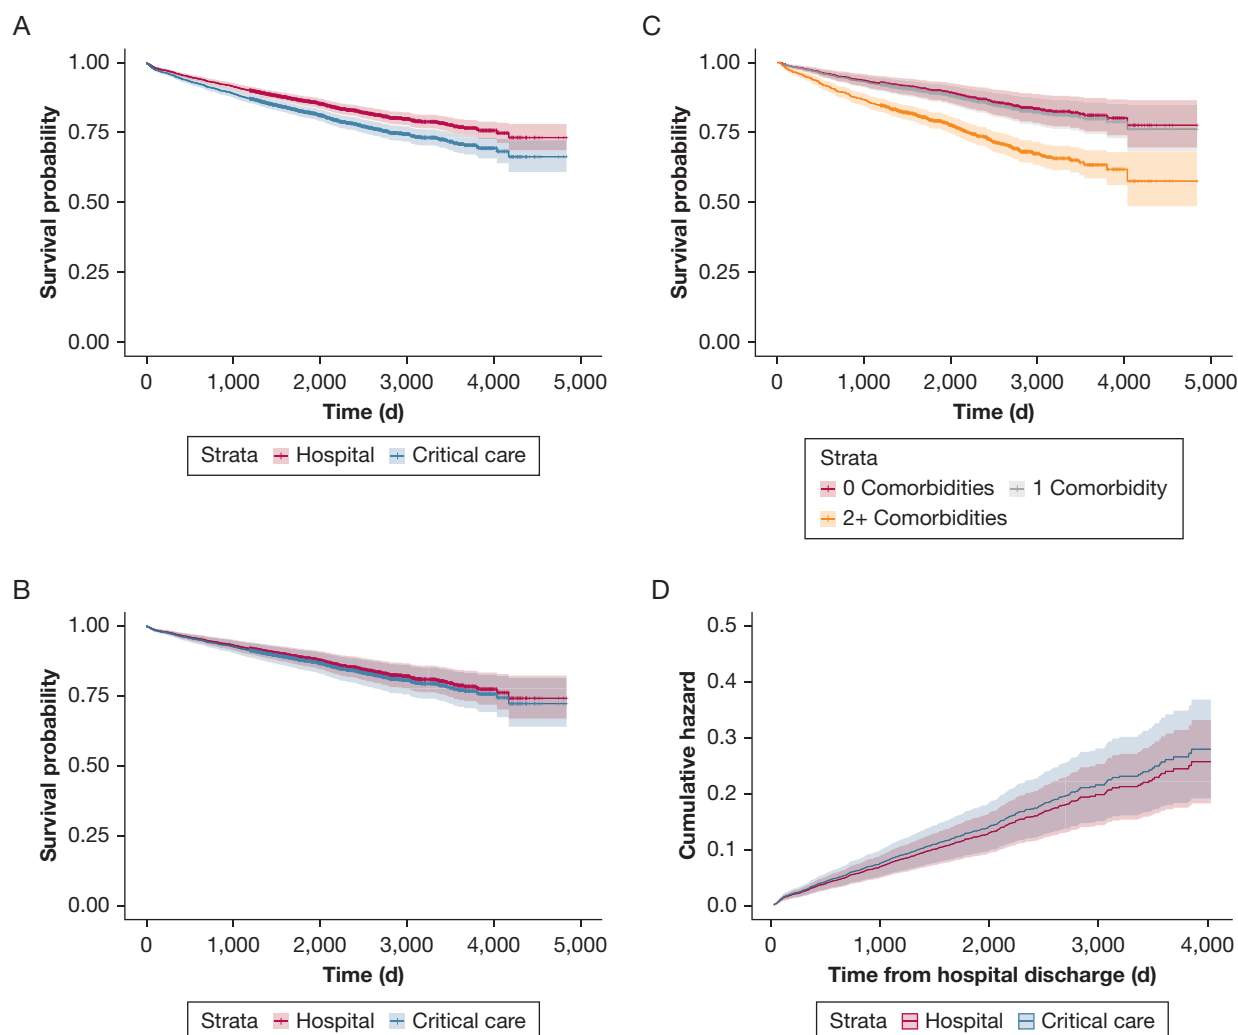 A
Survival probability
1.00
0.75
0.50
0.25
0.00
0 1,000 2,000 3,000 4,000 5,000
Time (d)
Strata Hospital Critical care
C
Survival probability
1.00
0.75
0.50
0.25
0.00
0 1,000 2,000 3,000 4,000 5,000
Time (d)
Strata
0 Comorbidities 1 Comorbidity
2+ Comorbidities
B
Survival probability
1.00
0.75
0.50
0.25
0.00
0 1,000 2,000 3,000 4,000 5,000
Time (d)
Strata Hospital Critical care
D
Cumulative hazard
0.5
0.4
0.3
0.2
0.1
0.0
0 1,000 2,000 3,000 4,000
Time from hospital discharge (d)
Strata Hospital Critical care